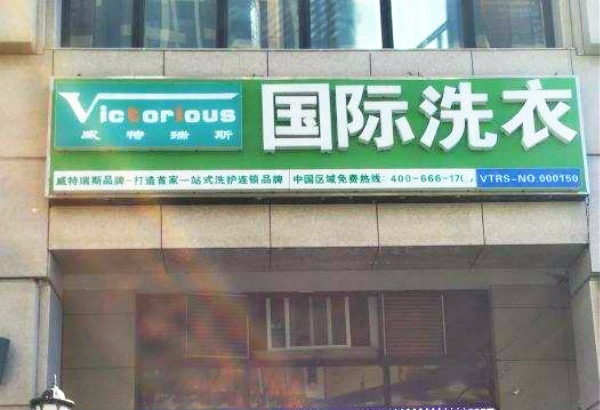 Victorious
威特瑞斯
国际洗衣
威特瑞斯品牌-打造首家一站式洗护连锁品牌
中国区域免费热线: 400-666-17
VTRS-NO.000150